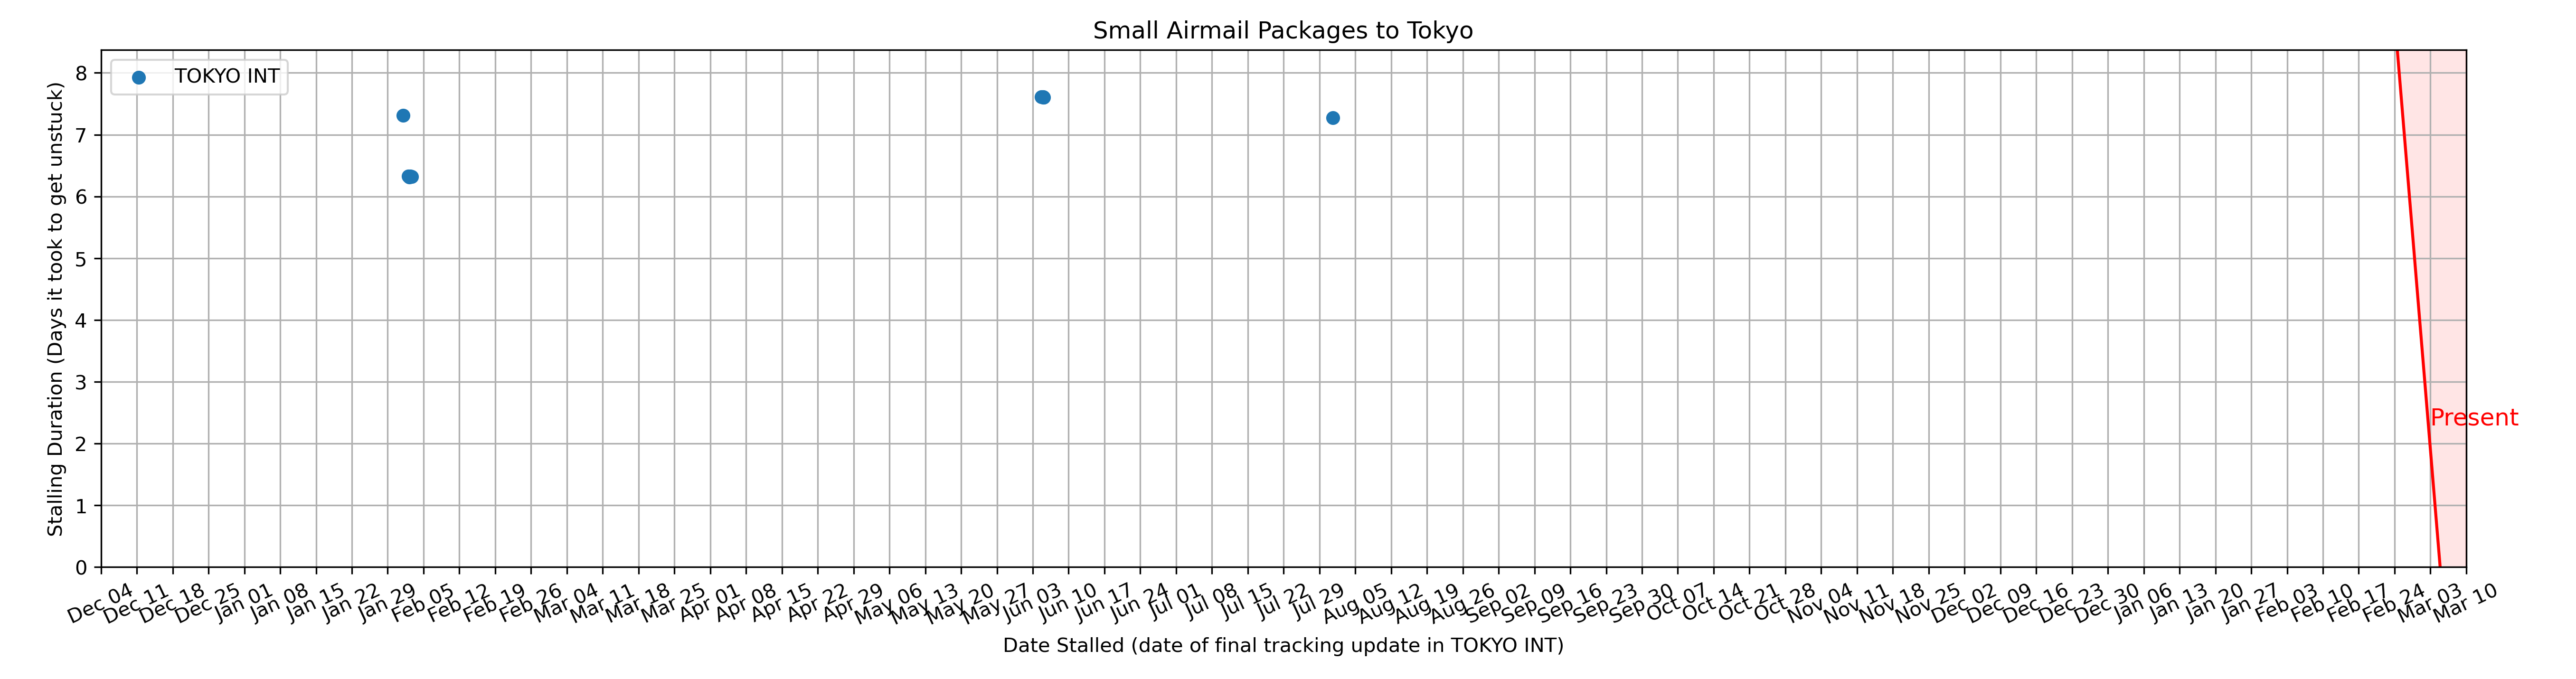 Small Airmail Packages to Tokyo
TOKYO INT
Stalling Duration (Days it took to get unstuck)
8
7
6
5
4
3
2
1
0
Present
Dec 04
Dec 11
Dec 18
Dec 25
Jan 01
Jan 08
Jan 15
Jan 22
Jan 29
Feb 05
Feb 12
Feb 19
Feb 26
Mar 04
Mar 11
Mar 18
Mar 25
Apr 01
Apr 08
Apr 15
Apr 22
Apr 29
May 06
May 13
May 20
May 27
Jun 03
Jun 10
Jun 17
Jun 24
Jul 01
Jul 08
Jul 15
Jul 22
Jul 29
Aug 05
Aug 12
Aug 19
Aug 26
Sep 02
Sep 09
Sep 16
Sep 23
Sep 30
Oct 07
Oct 14
Oct 21
Oct 28
Nov 04
Nov 11
Nov 18
Nov 25
Dec 02
Dec 09
Dec 16
Dec 23
Dec 30
Jan 06
Jan 13
Jan 20
Jan 27
Feb 03
Feb 10
Feb 17
Feb 24
Mar 03
Mar 10
Date Stalled (date of final tracking update in TOKYO INT)